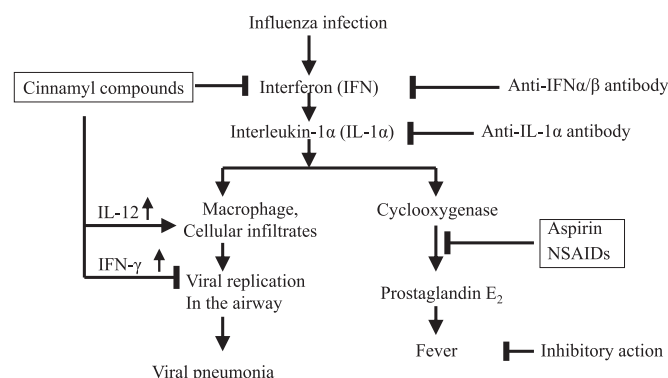 Influenza infection
Cinnamyl compounds
Interferon (IFN)
Anti-IFNα/β antibody
Interleukin-1α (IL-1α)
Anti-IL-1α antibody
IL-12
Macrophage,
Cellular infiltrates
Cyclooxygenase
Aspirin
NSAIDs
IFN-γ
Viral replication
In the airway
Prostaglandin E₂
Fever
Inhibitory action
Viral pneumonia